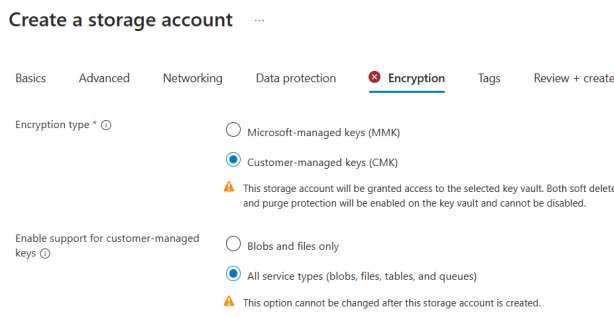 Create a storage account ...
Basics Advanced Networking Data protection Encryption Tags Review + create
Encryption type *
Microsoft-managed keys (MMK)
Customer-managed keys (CMK)
This storage account will be granted access to the selected key vault. Both soft delete
and purge protection will be enabled on the key vault and cannot be disabled.
Enable support for customer-managed
keys
Blobs and files only
All service types (blobs, files, tables, and queues)
This option cannot be changed after this storage account is created.